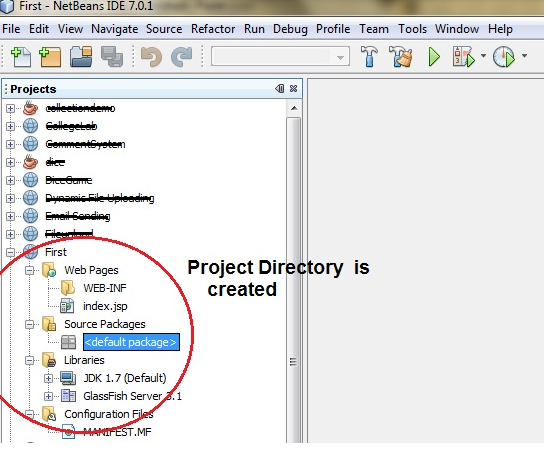 First - NetBeans IDE 7.0.1
File Edit View Navigate Source Refactor Run Debug Profile Team Tools Window Help
Projects
collectiondemo
CollegeLab
CommentSystem
dice
DiceGame
Dynamic File Uploading
Email Sending
First
Web Pages
WEB-INF
index.jsp
Source Packages
<default package>
Libraries
JDK 1.7 (Default)
GlassFish Server 3.1
Configuration Files
MANIFEST.MF
Project Directory is
created